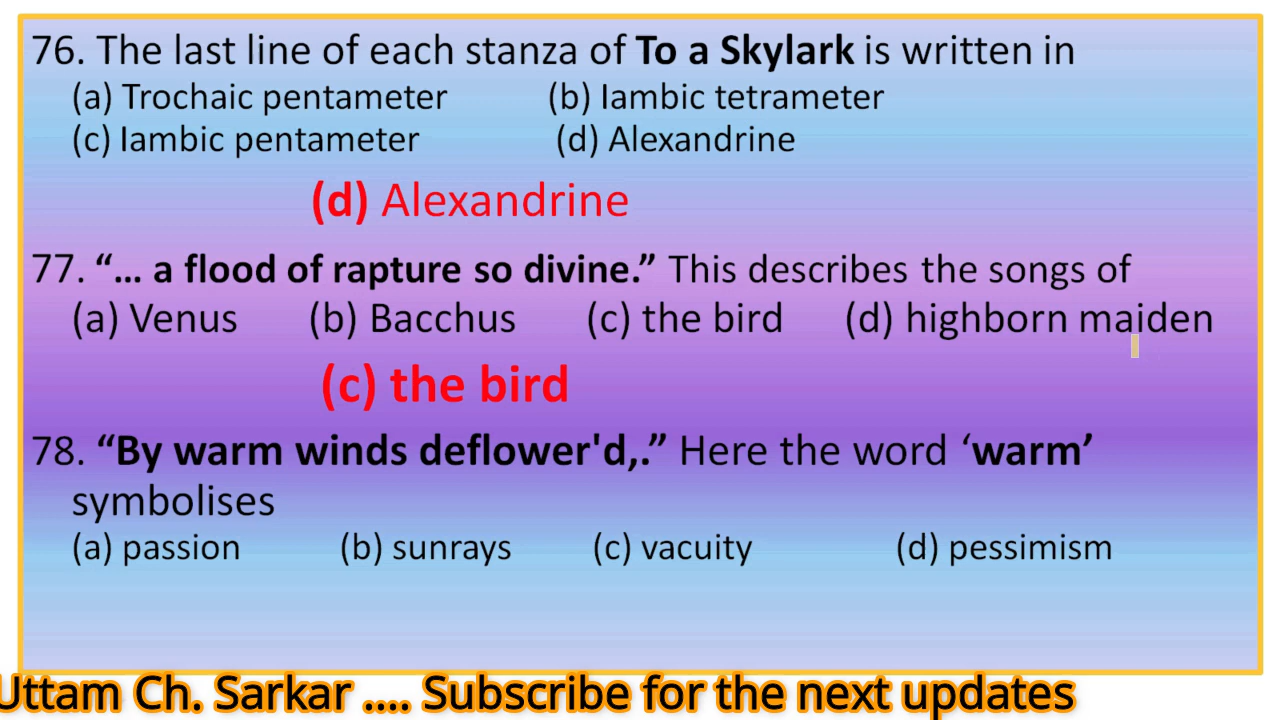 76. The last line of each stanza of To a Skylark is written in
(a) Trochaic pentameter (b) Iambic tetrameter
(c) Iambic pentameter (d) Alexandrine
(d) Alexandrine
77. “... a flood of rapture so divine.” This describes the songs of
(a) Venus (b) Bacchus (c) the bird (d) highborn maiden
(c) the bird
78. “By warm winds deflower'd,.” Here the word ‘warm’
symbolises
(a) passion (b) sunrays (c) vacuity (d) pessimism
Uttam Ch. Sarkar .... Subscribe for the next updates